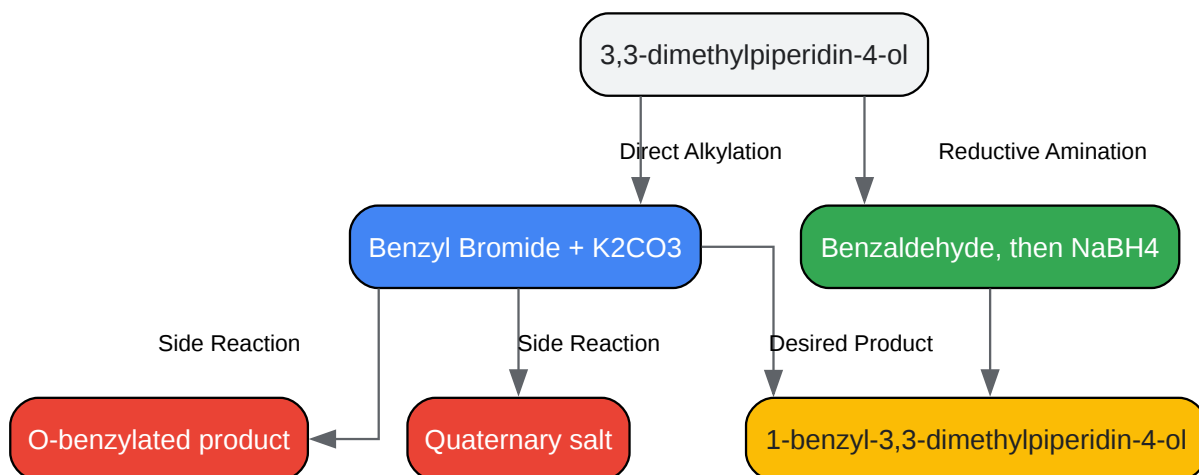 3,3-dimethylpiperidin-4-ol
Direct Alkylation
Reductive Amination
Benzyl Bromide + K2CO3
Benzaldehyde, then NaBH4
Side Reaction
Side Reaction
Desired Product
O-benzylated product
Quaternary salt
1-benzyl-3,3-dimethylpiperidin-4-ol